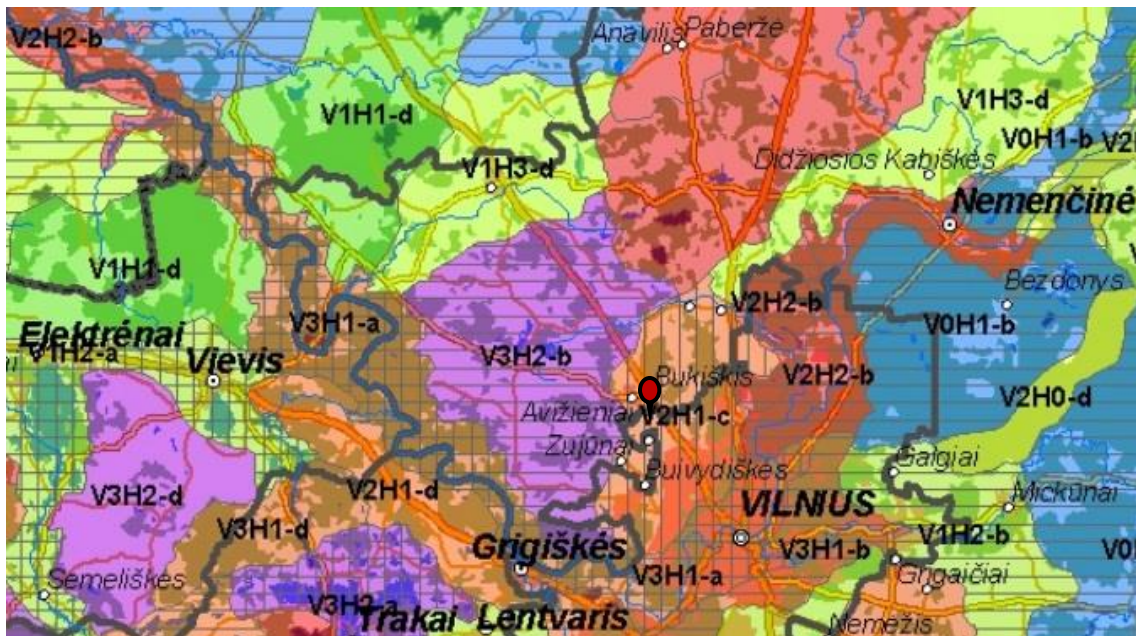 V2H2-b
Anavilis
Paberžė
V1H1-d
V1H3-d
V0H1-b
V1H3-d
Didžiosios Kabiškės
Nemenčinė
V1H1-d
Bezdonys
V2H2-b
V3H1-a
V0H1-b
Elektrėnai
V1H2-a
Vievis
V3H2-b
V2H2-b
Bukiškis
V2H0-d
Avižieniai
V2H1-c
Zujūnai
Buivydiškės
Galgiai
V3H2-d
V2H1-d
VILNIUS
Mickūnai
V3H1-d
V1H2-b
Grigiškės
V3H1-b
V3H1-a
Semeliškės
Grigaičiai
V3H2-a
Trakai
Lentvaris
Nemėžis